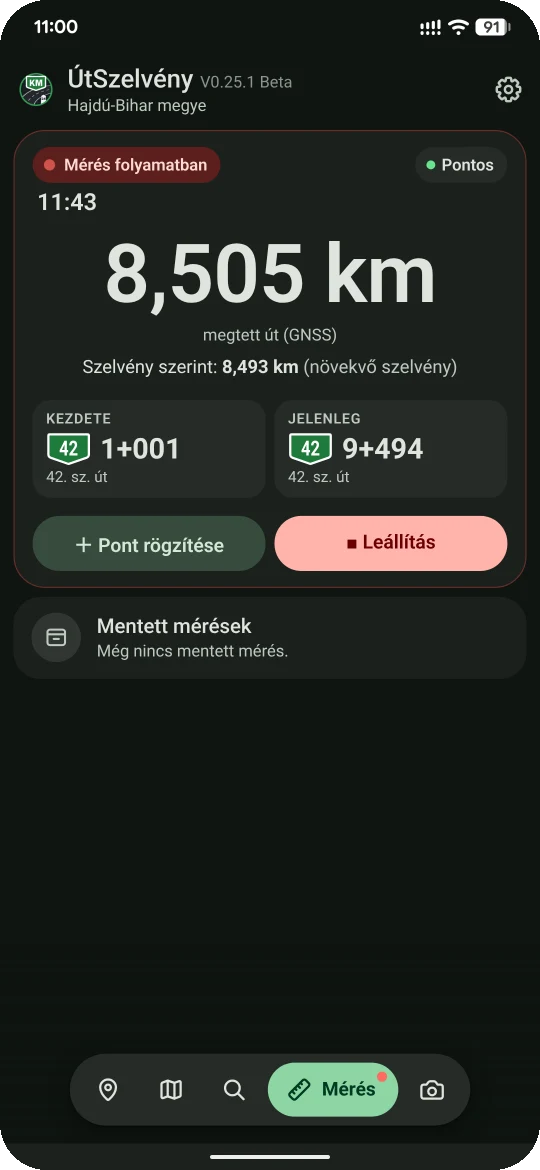 11:00
91
KM
ÚtSzelvény V0.25.1 Beta
Hajdú-Bihar megye
Mérés folyamatban
Pontos
11:43
8,505 km
megtett út (GNSS)
Szelvény szerint: 8,493 km (növekvő szelvény)
KEZDETE
42 1+001
42. sz. út
JELENLEG
42 9+494
42. sz. út
+ Pont rögzítése
Leállítás
Mentett mérések
Még nincs mentett mérés.
Mérés